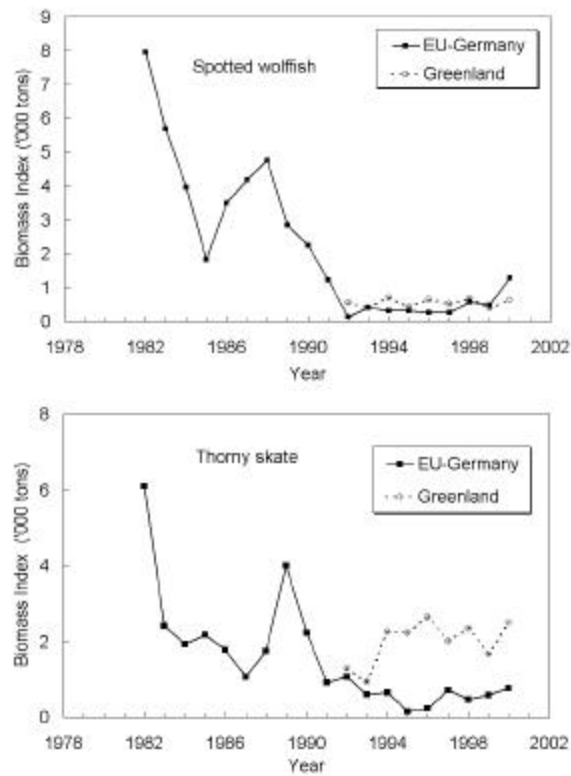 9
8
7
6
5
4
3
2
1
0
Biomass Index ('000 tons)
Spotted wolffish
EU-Germany
Greenland
1978 1982 1986 1990 1994 1998 2002
Year
8
6
4
2
0
Biomass Index ('000 tons)
Thorny skate
EU-Germany
Greenland
1978 1982 1986 1990 1994 1998 2002
Year